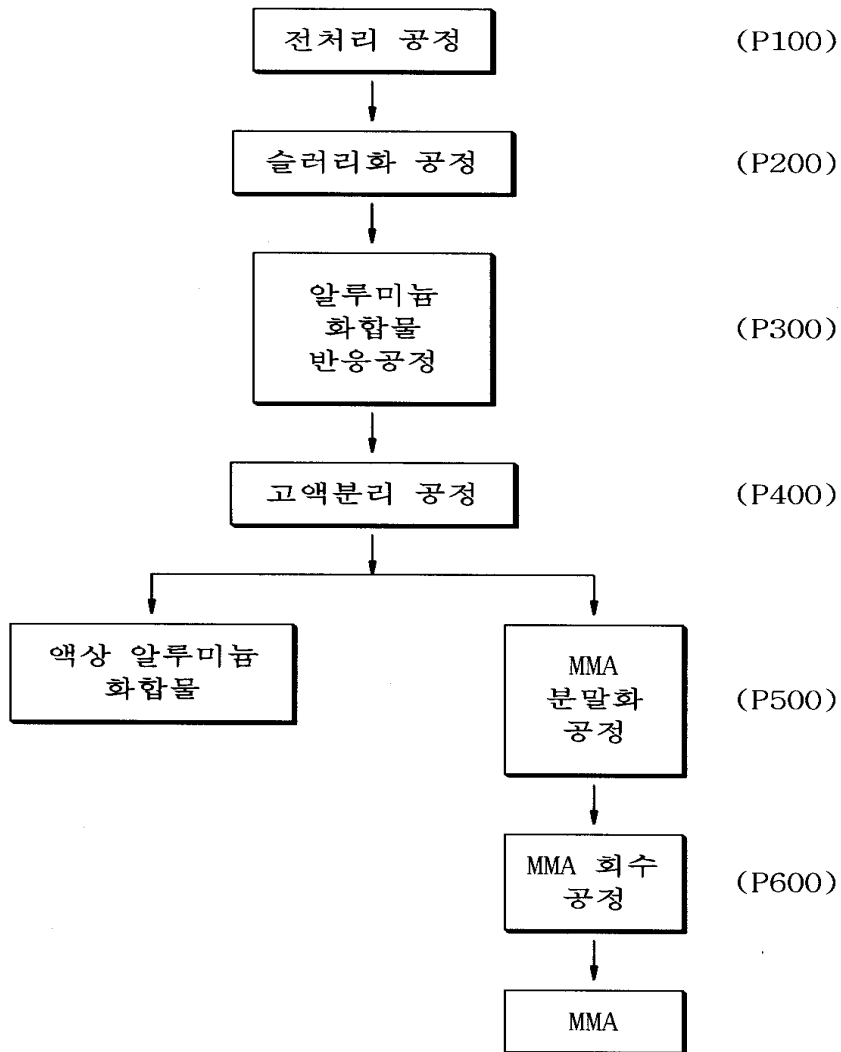 전처리 공정
(P100)
슬러리화 공정
(P200)
알루미늄
화합물
반응공정
(P300)
고액분리 공정
(P400)
액상 알루미늄
화합물
MMA
분말화
공정
(P500)
MMA 회수
공정
(P600)
MMA